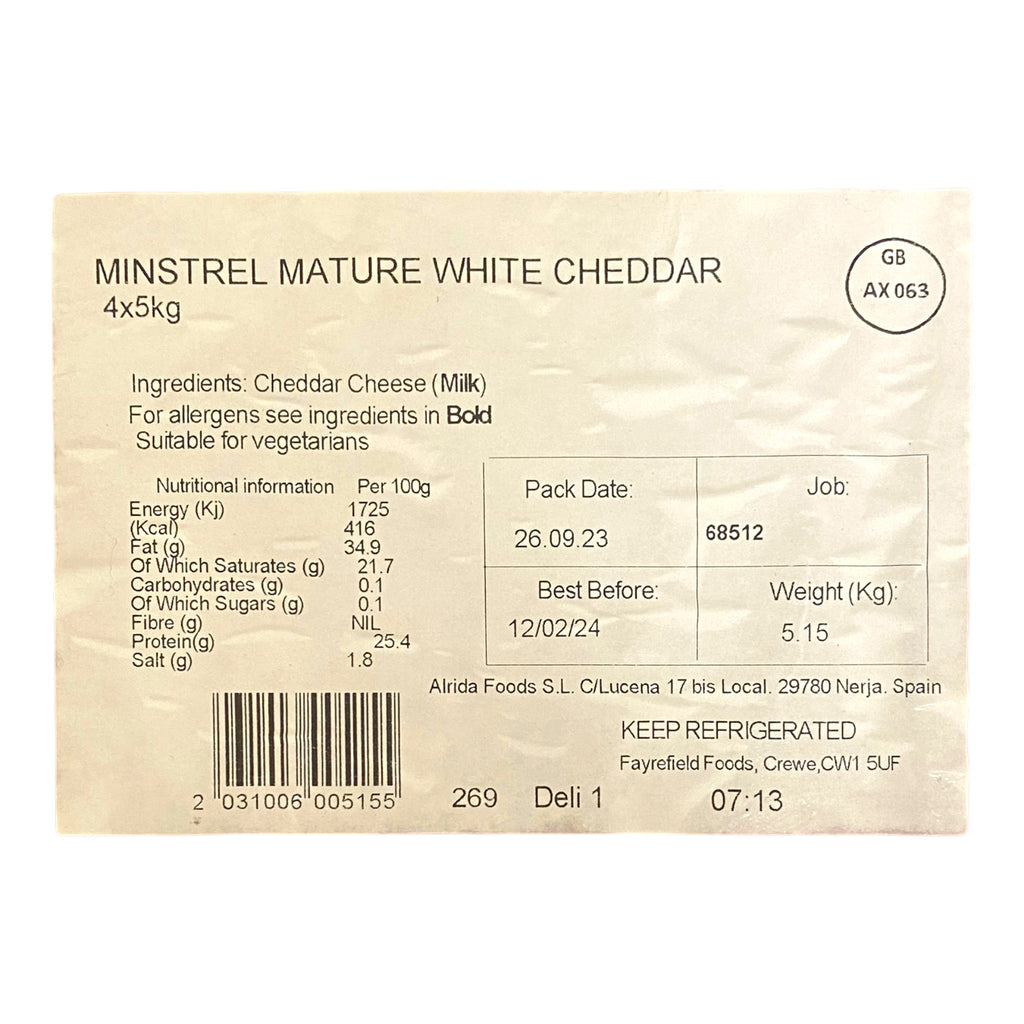 MINSTREL MATURE WHITE CHEDDAR
4x5kg
GB
AX 063
Ingredients: Cheddar Cheese (Milk)
For allergens see ingredients in Bold
Suitable for vegetarians
Nutritional information Per 100g
Energy (Kj) 1725
(Kcal) 416
Fat (g) 34.9
Of Which Saturates (g) 21.7
Carbohydrates (g) 0.1
Of Which Sugars (g) 0.1
Fibre (g) NIL
Protein(g) 25.4
Salt (g) 1.8
Pack Date: Job:
26.09.23 68512
Best Before: Weight (Kg):
12/02/24 5.15
Alrida Foods S.L. C/Lucena 17 bis Local. 29780 Nerja. Spain
KEEP REFRIGERATED
Fayrefield Foods, Crewe,CW1 5UF
2 031006 005155 269 Deli 1 07:13